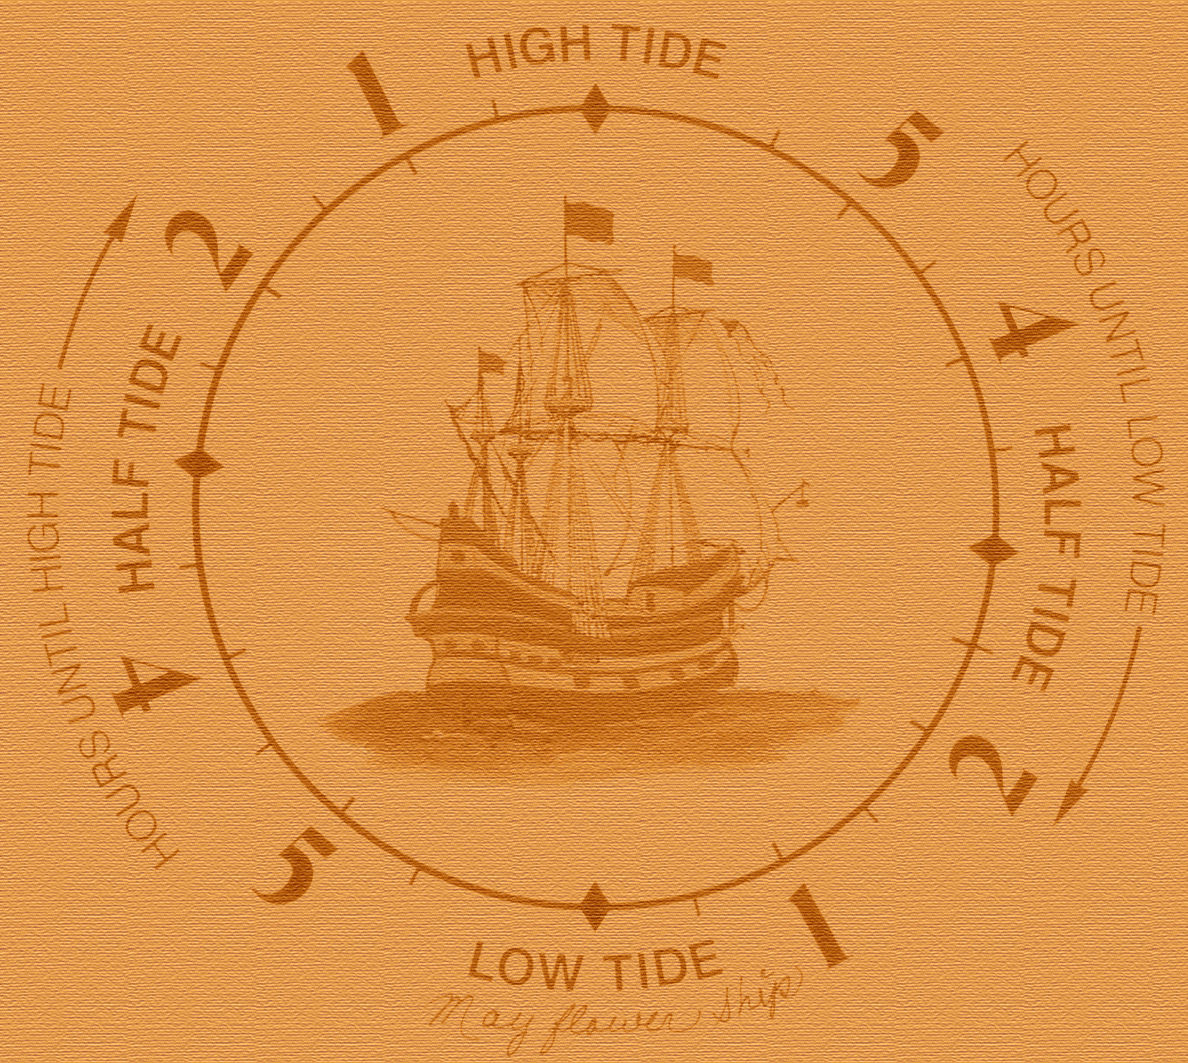 HIGH TIDE
1
5
2
HOURS UNTIL LOW TIDE
4
HALF TIDE
HALF TIDE
HOURS UNTIL HIGH TIDE
4
2
5
1
LOW TIDE
May flower ship